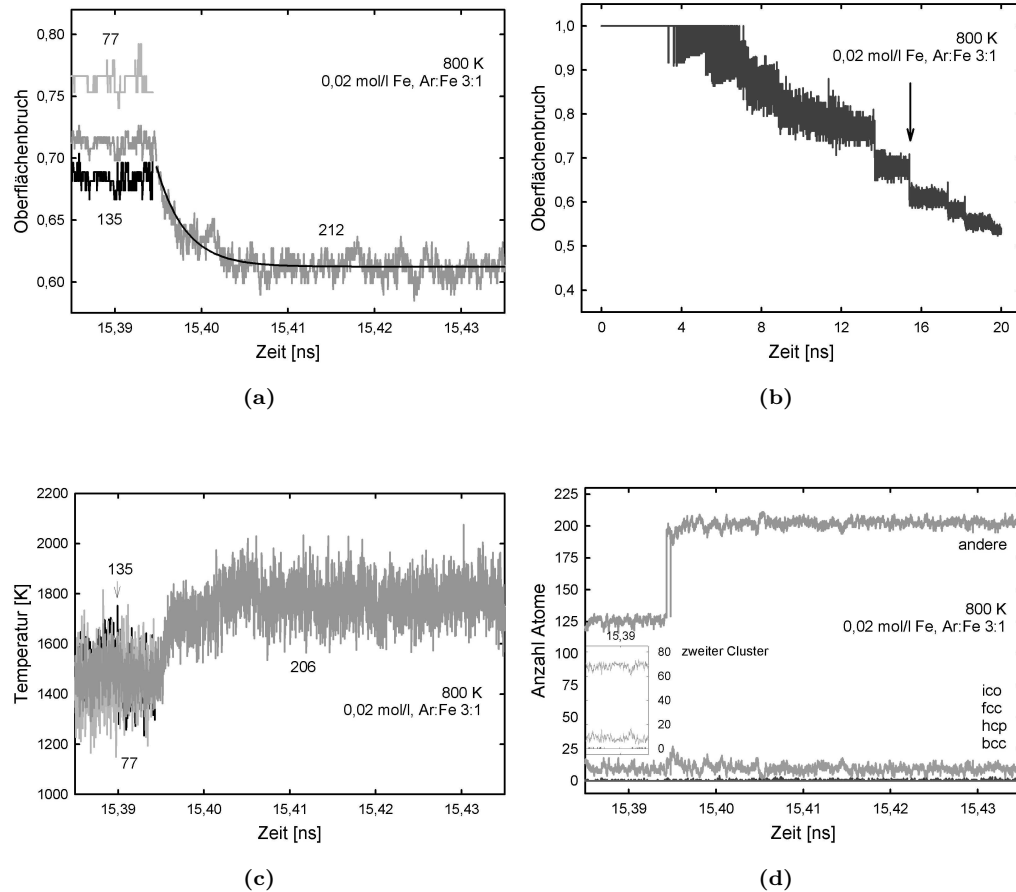 0,80
0,75
0,70
0,65
0,60
Oberflächenbruch
77
135
212
800 K
0,02 mol/l Fe, Ar:Fe 3:1
15,39
15,40
15,41
15,42
15,43
Zeit [ns]
(a)
1,0
0,9
0,8
0,7
0,6
0,5
0,4
Oberflächenbruch
800 K
0,02 mol/l Fe, Ar:Fe 3:1
0
4
8
12
16
20
Zeit [ns]
(b)
2200
2000
1800
1600
1400
1200
1000
Temperatur [K]
135
77
206
800 K
0,02 mol/l, Ar:Fe 3:1
15,39
15,40
15,41
15,42
15,43
Zeit [ns]
(c)
225
200
175
150
125
100
75
50
25
0
Anzahl Atome
andere
800 K
0,02 mol/l Fe, Ar:Fe 3:1
15,39
80
60
40
20
0
zweiter Cluster
ico
fcc
hcp
bcc
15,39
15,40
15,41
15,42
15,43
Zeit [ns]
(d)